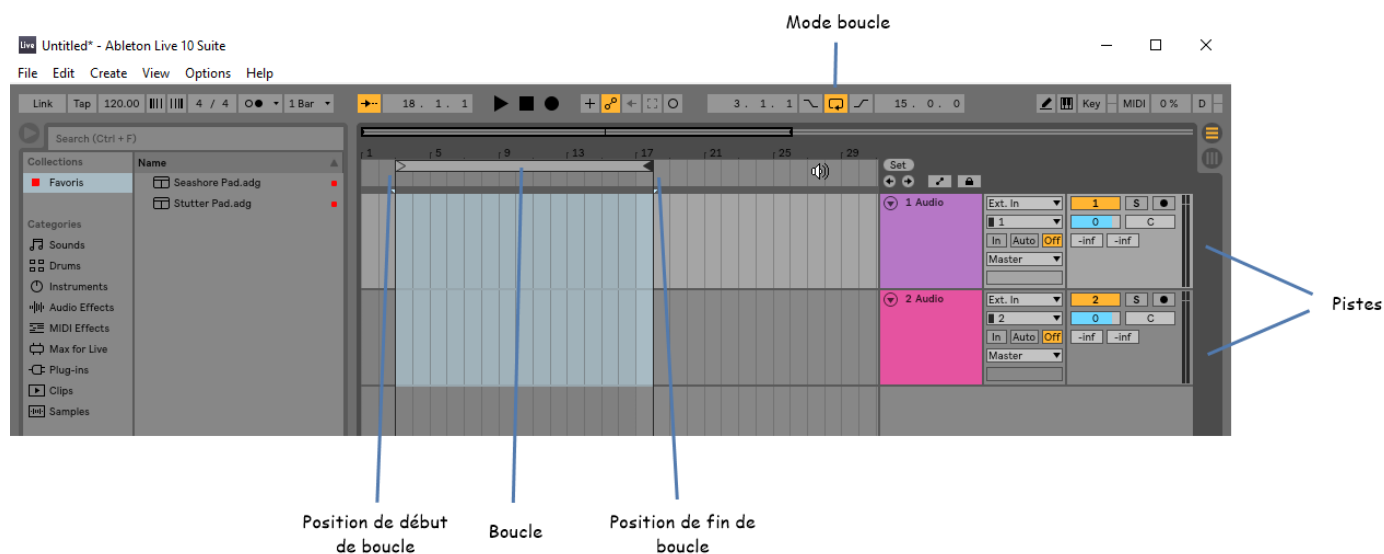 Mode boucle
Live Untitled* - Ableton Live 10 Suite
File Edit Create View Options Help
Link Tap 120.00 4 / 4 1 Bar 18. 1. 1 3. 1. 1 15. 0. 0 Key MIDI 0 % D
Search (Ctrl + F)
Collections Name
Favoris Seashore Pad.adg
Stutter Pad.adg
Categories
Sounds
Drums
Instruments
Audio Effects
MIDI Effects
Max for Live
Plug-ins
Clips
Samples
1 5 9 13 17 21 25 29
Set
1 Audio Ext. In 1 S
1 0 C
In Auto Off -inf -inf
Master
2 Audio Ext. In 2 S
2 0 C
In Auto Off -inf -inf
Master
Pistes
Position de début
de boucle
Boucle
Position de fin de
boucle